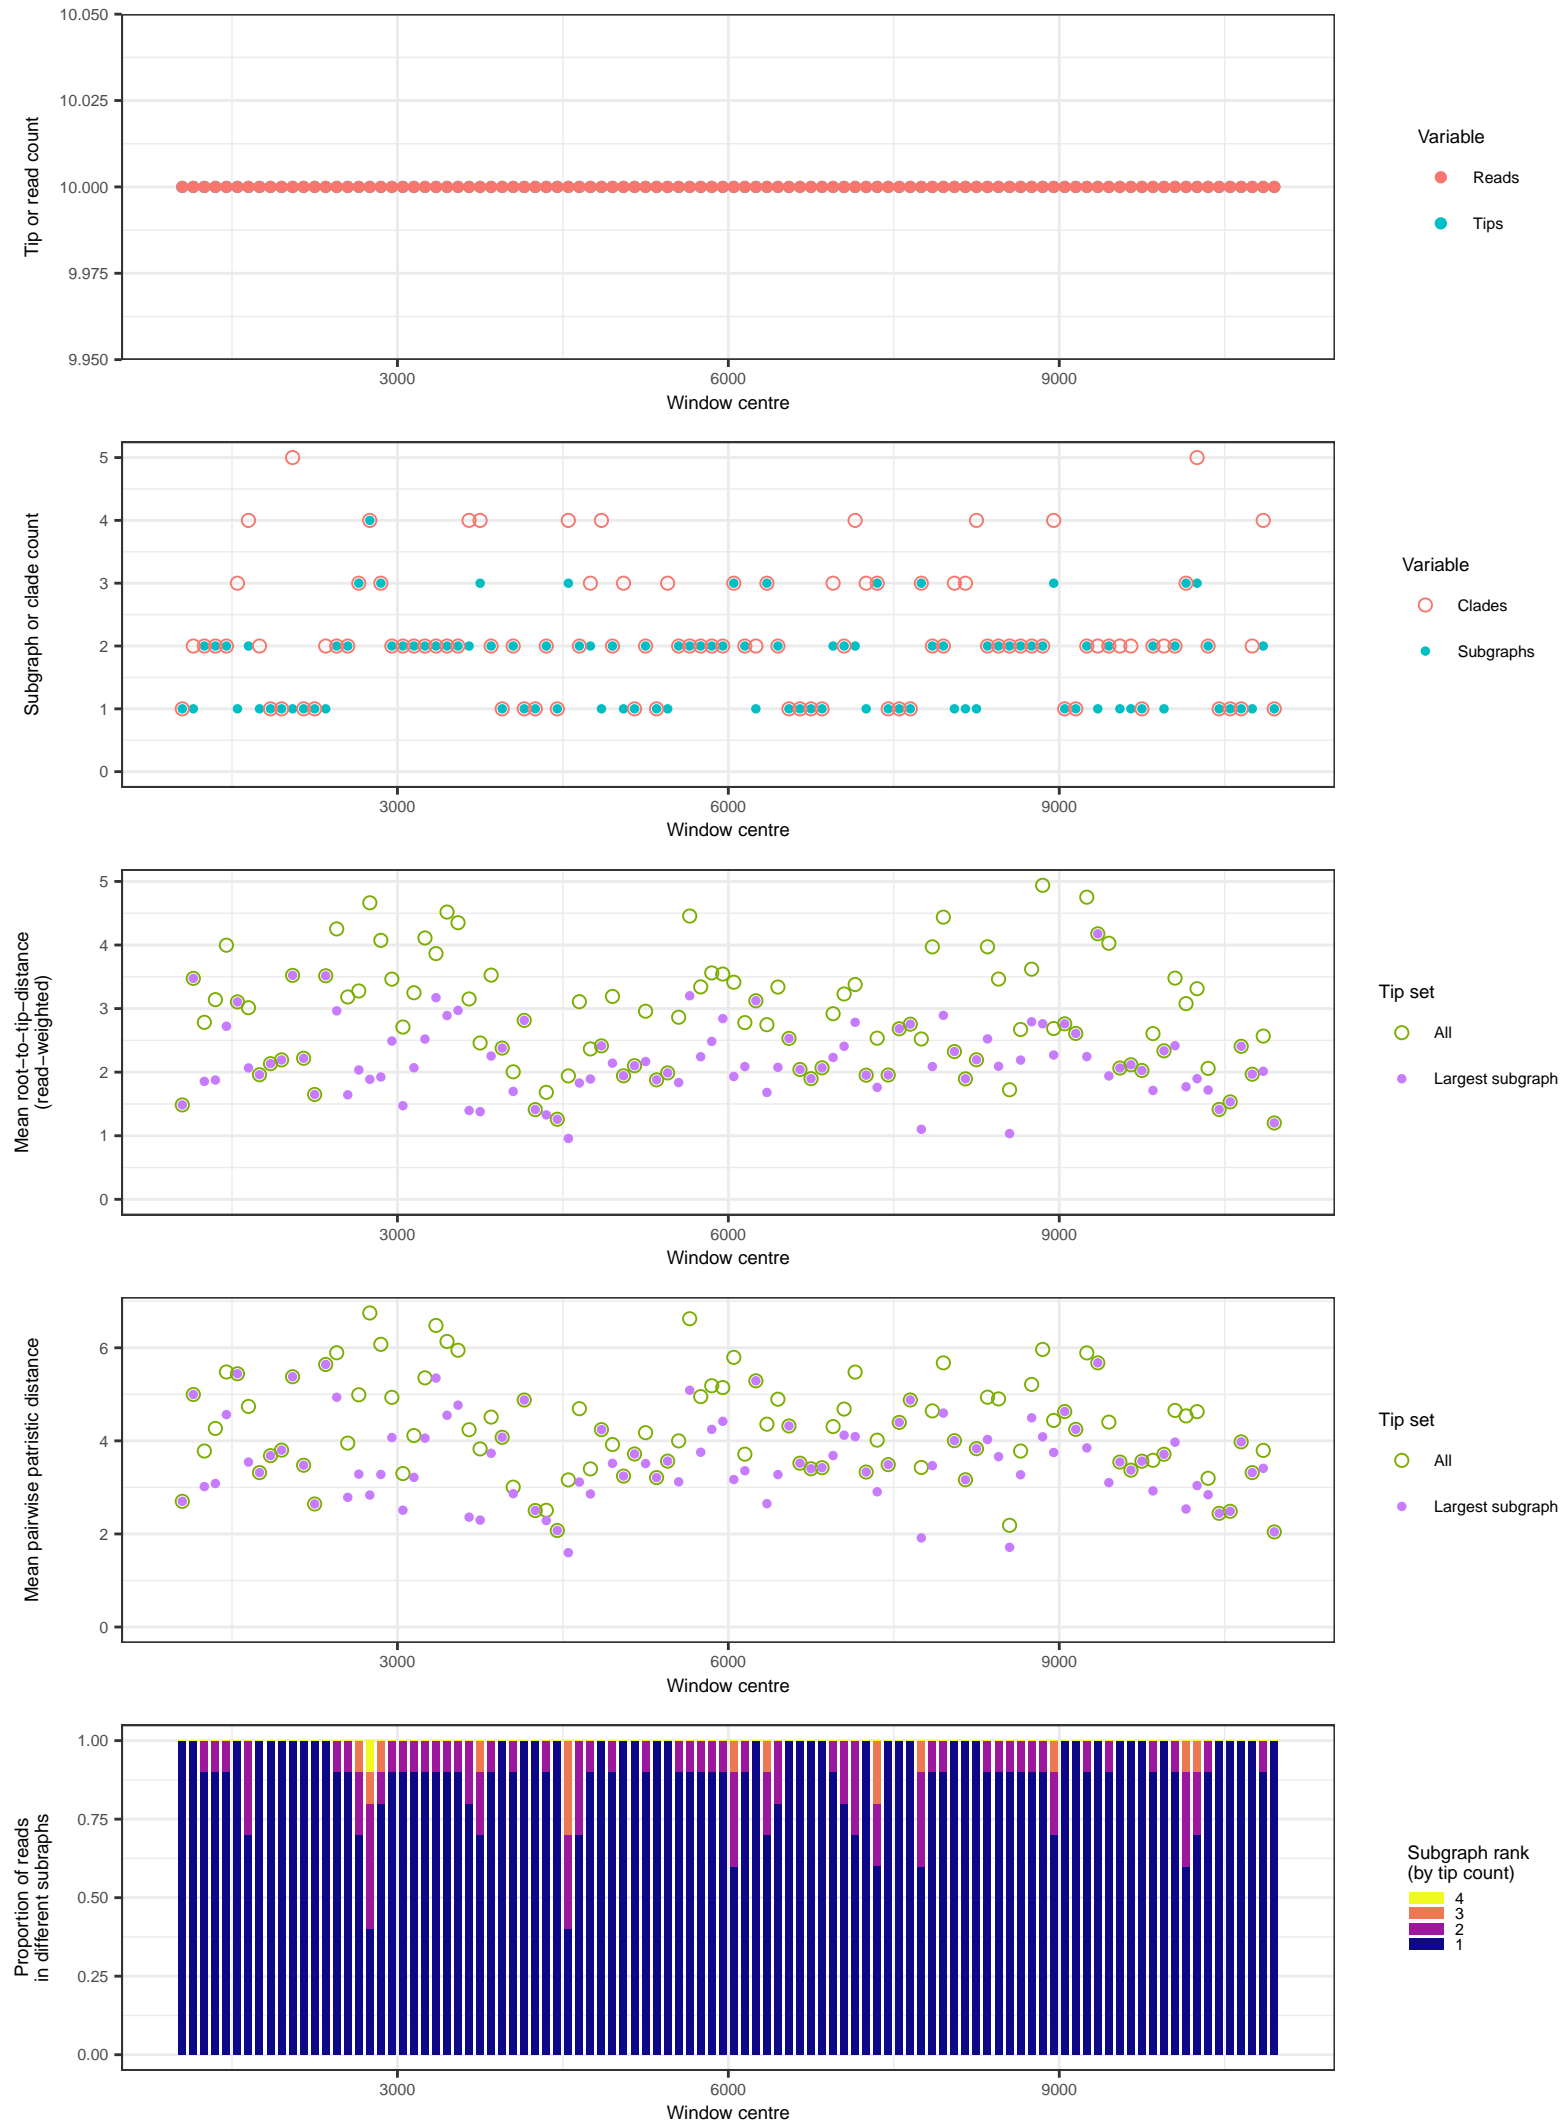 10.050
10.025
10.000
9.975
9.950
Tip or read count
3000 6000 9000
Window centre
Variable
Reads
Tips
5
4
3
2
1
0
Subgraph or clade count
3000 6000 9000
Window centre
Variable
Clades
Subgraphs
5
4
3
2
1
0
Mean root−to−tip−distance
(read−weighted)
3000 6000 9000
Window centre
Tip set
All
Largest subgraph
6
4
2
0
Mean pairwise patristic distance
3000 6000 9000
Window centre
Tip set
All
Largest subgraph
1.00
0.75
0.50
0.25
0.00
Proportion of reads
in different subraphs
3000 6000 9000
Window centre
Subgraph rank
(by tip count)
4
3
2
1